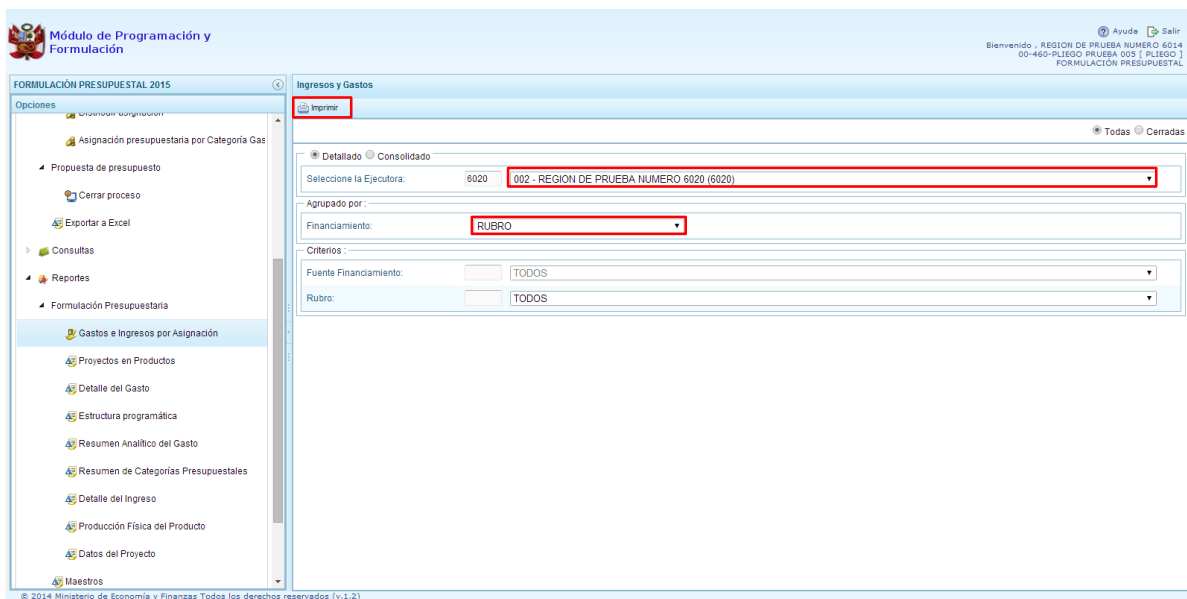 Módulo de Programación y
Formulación
Ayuda Salir
Bienvenido , REGION DE PRUEBA NUMERO 6014
00-460-PLIEGO PRUEBA 005 [ PLIEGO ]
FORMULACIÓN PRESUPUESTAL
FORMULACIÓN PRESUPUESTAL 2015
Opciones
Distribuir asignación
Asignación presupuestaria por Categoría Gas
Propuesta de presupuesto
Cerrar proceso
Exportar a Excel
Consultas
Reportes
Formulación Presupuestaria
Gastos e Ingresos por Asignación
Proyectos en Productos
Detalle del Gasto
Estructura programática
Resumen Analítico del Gasto
Resumen de Categorías Presupuestales
Detalle del Ingreso
Producción Física del Producto
Datos del Proyecto
Maestros
Ingresos y Gastos
Imprimir
Todas Cerradas
Detallado Consolidado
Seleccione la Ejecutora: 6020 002 - REGION DE PRUEBA NUMERO 6020 (6020)
Agrupado por :
Financiamiento: RUBRO
Criterios :
Fuente Financiamiento: TODOS
Rubro: TODOS
© 2014 Ministerio de Economía y Finanzas Todos los derechos reservados (v.1.2)